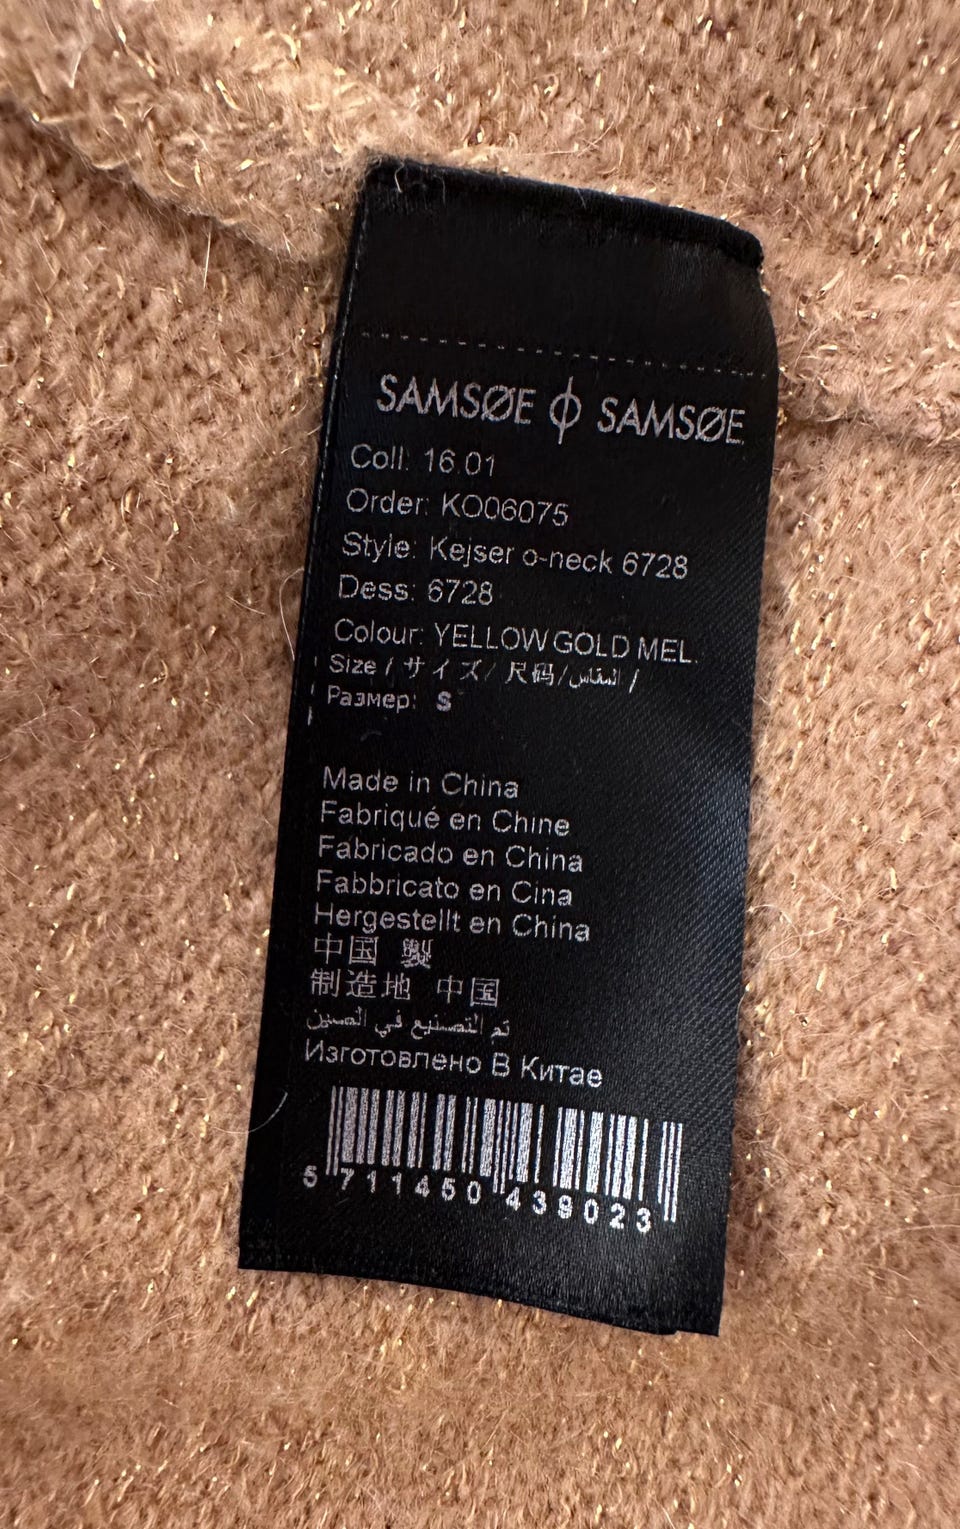 SAMSØE ϕ SAMSØE
Coll: 16.01
Order: KO06075
Style: Kejser o-neck 6728
Dess: 6728
Colour: YELLOW GOLD MEL.
Size / サイズ/ 尺码/المقاس /
Размер: S
Made in China
Fabriqué en Chine
Fabricado en China
Fabbricato en Cina
Hergestellt en China
中国 製
制造地 中国
تم التصنيع في الصين
Изготовлено В Китае
5 711450 439023